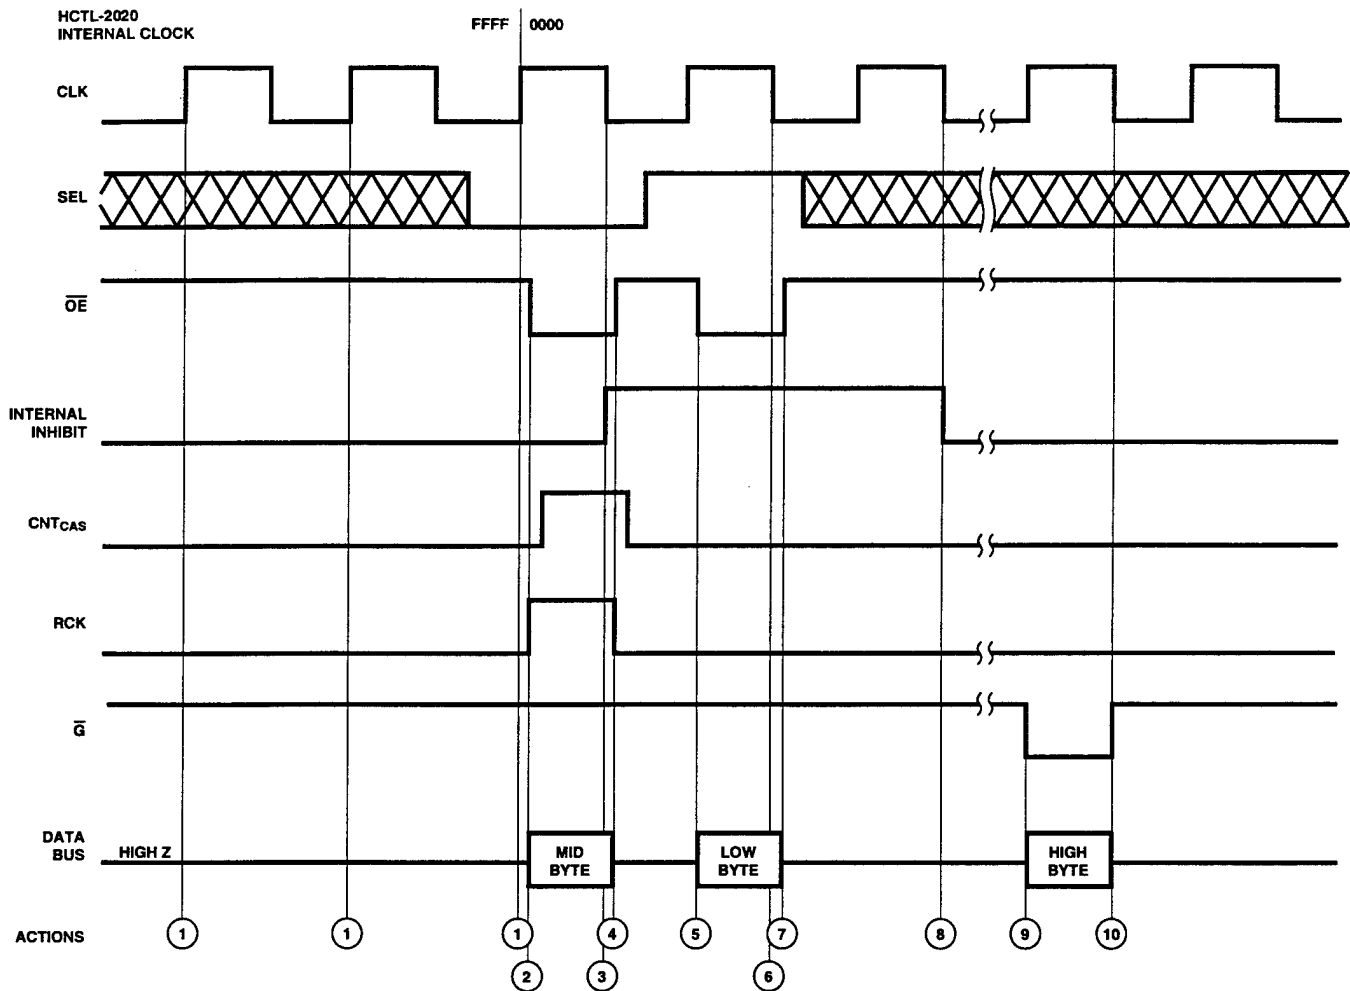 HCTL-2020
INTERNAL CLOCK
FFFF 0000
CLK
SEL
OE
INTERNAL
INHIBIT
CNTCAS
RCK
G
DATA
BUS
HIGH Z
MID
BYTE
LOW
BYTE
HIGH
BYTE
ACTIONS
1 1 1 4 5 7 8 9 10
2 3 6